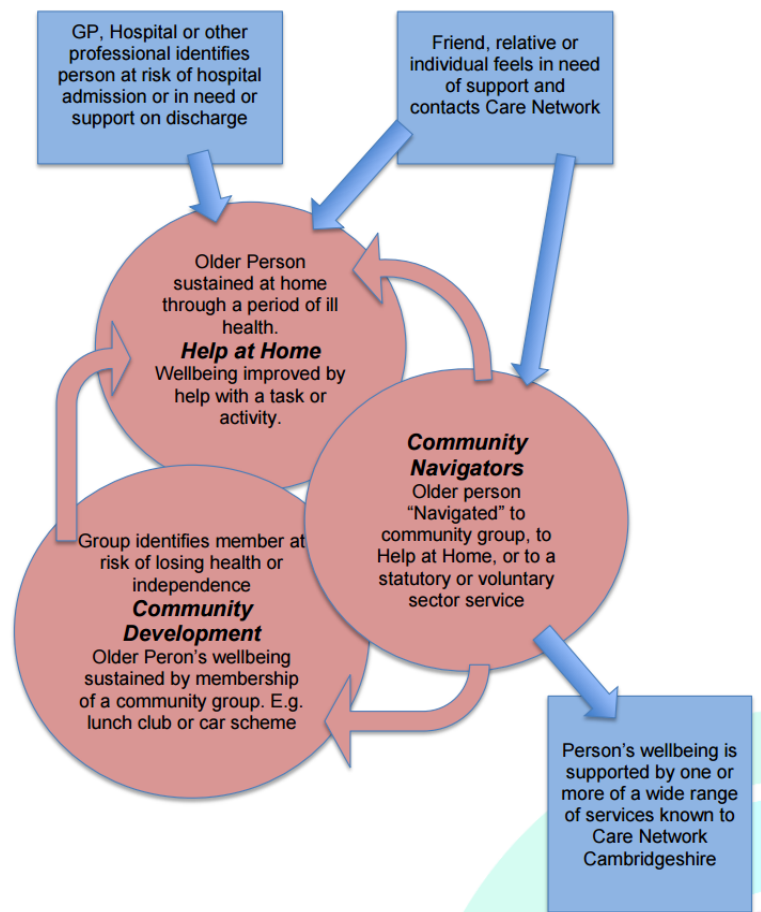 GP, Hospital or other
professional identifies
person at risk of hospital
admission or in need or
support on discharge
Friend, relative or
individual feels in need
of support and
contacts Care Network
Older Person
sustained at home
through a period of ill
health.
Help at Home
Wellbeing improved by
help with a task or
activity.
Community
Navigators
Older person
“Navigated” to
community group, to
Help at Home, or to a
statutory or voluntary
sector service
Group identifies member at
risk of losing health or
independence
Community
Development
Older Peron’s wellbeing
sustained by membership
of a community group. E.g.
lunch club or car scheme
Person’s wellbeing is
supported by one or
more of a wide range
of services known to
Care Network
Cambridgeshire